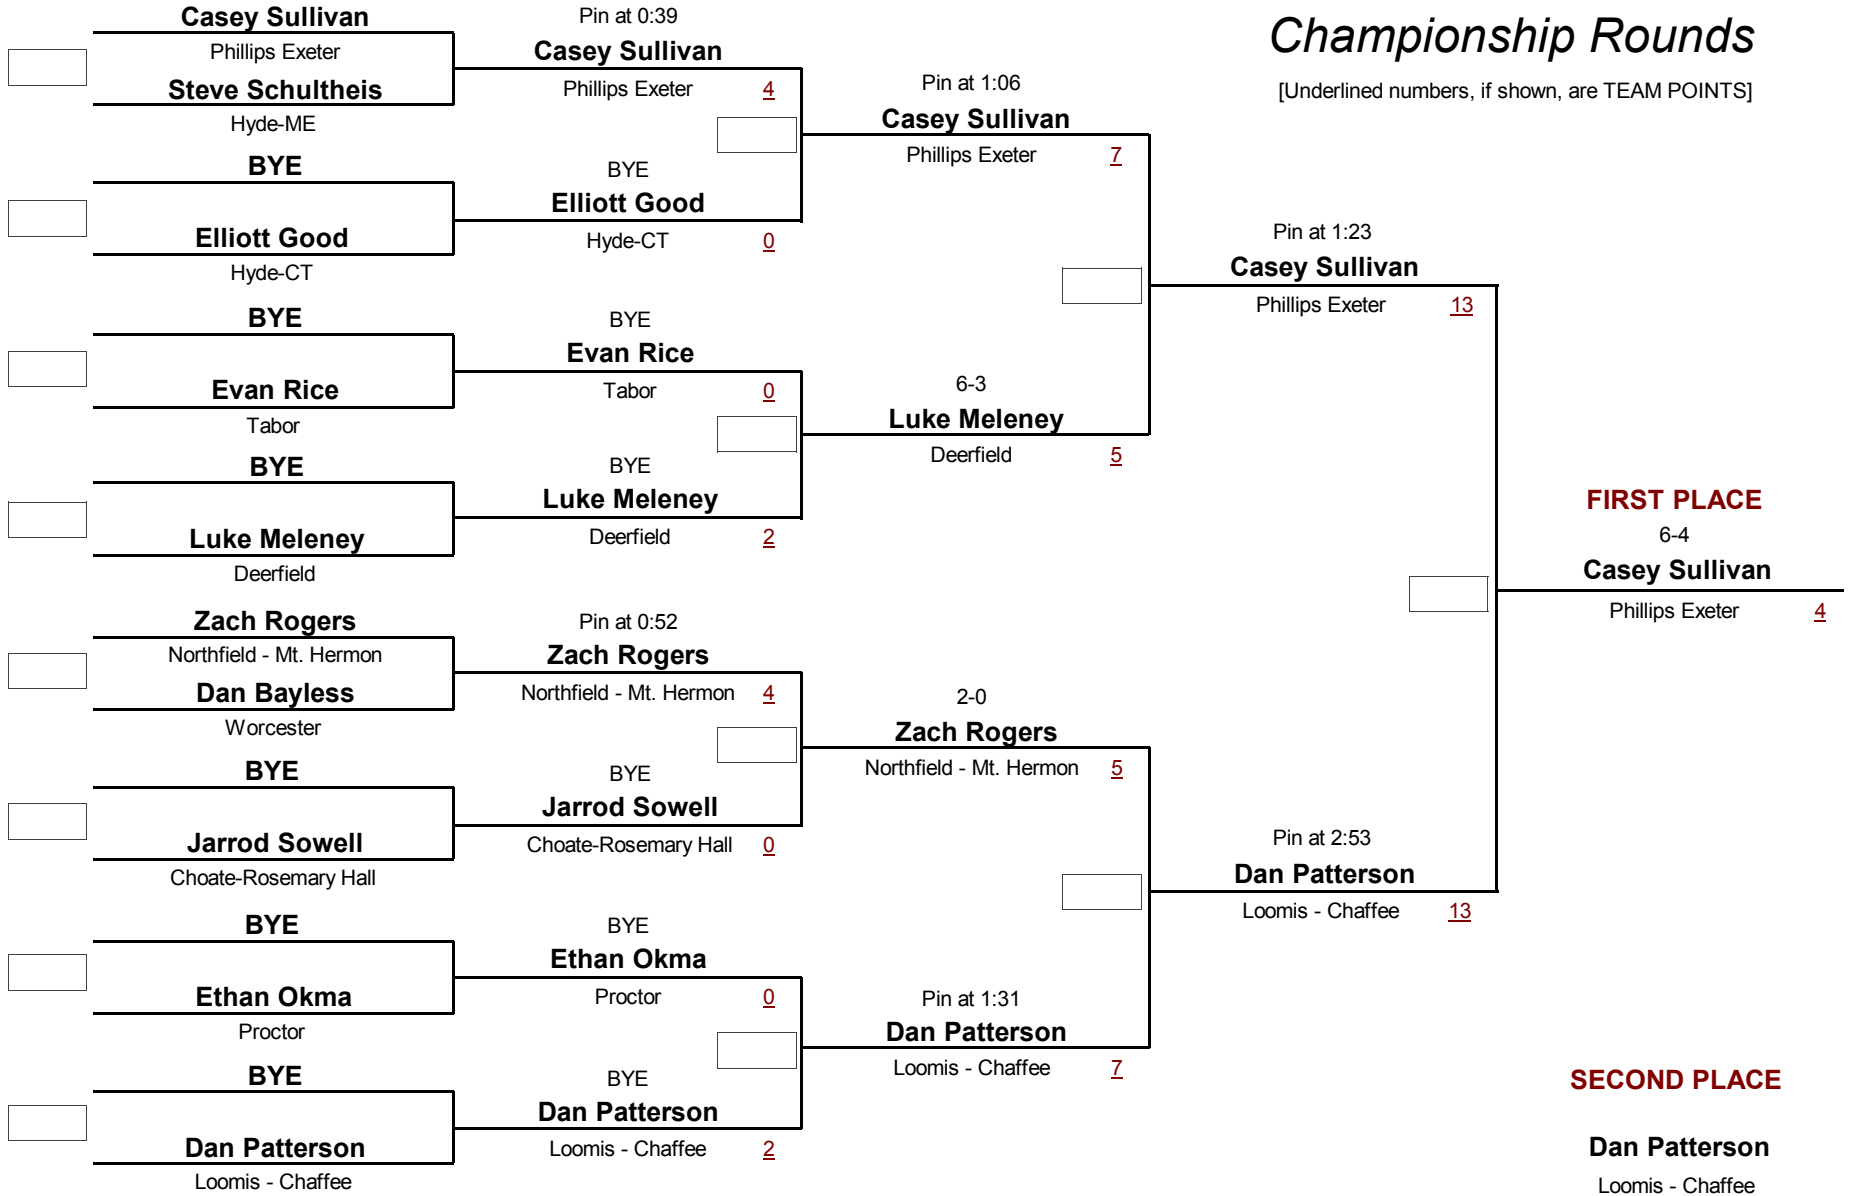 Championship Rounds
[Underlined numbers, if shown, are TEAM POINTS]
Casey Sullivan
Phillips Exeter
Steve Schultheis
Hyde-ME
BYE
Elliott Good
Hyde-CT
BYE
Evan Rice
Tabor
BYE
Luke Meleney
Deerfield
Zach Rogers
Northfield - Mt. Hermon
Dan Bayless
Worcester
BYE
Jarrod Sowell
Choate-Rosemary Hall
BYE
Ethan Okma
Proctor
BYE
Dan Patterson
Loomis - Chaffee
Pin at 0:39
Casey Sullivan
Phillips Exeter 4
BYE
Elliott Good
Hyde-CT 0
BYE
Evan Rice
Tabor 0
BYE
Luke Meleney
Deerfield 2
Pin at 0:52
Zach Rogers
Northfield - Mt. Hermon 4
BYE
Jarrod Sowell
Choate-Rosemary Hall 0
BYE
Ethan Okma
Proctor 0
BYE
Dan Patterson
Loomis - Chaffee 2
Pin at 1:06
Casey Sullivan
Phillips Exeter 7
6-3
Luke Meleney
Deerfield 5
2-0
Zach Rogers
Northfield - Mt. Hermon 5
Pin at 1:31
Dan Patterson
Loomis - Chaffee 7
Pin at 1:23
Casey Sullivan
Phillips Exeter 13
Pin at 2:53
Dan Patterson
Loomis - Chaffee 13
FIRST PLACE
6-4
Casey Sullivan
Phillips Exeter 4
SECOND PLACE
Dan Patterson
Loomis - Chaffee